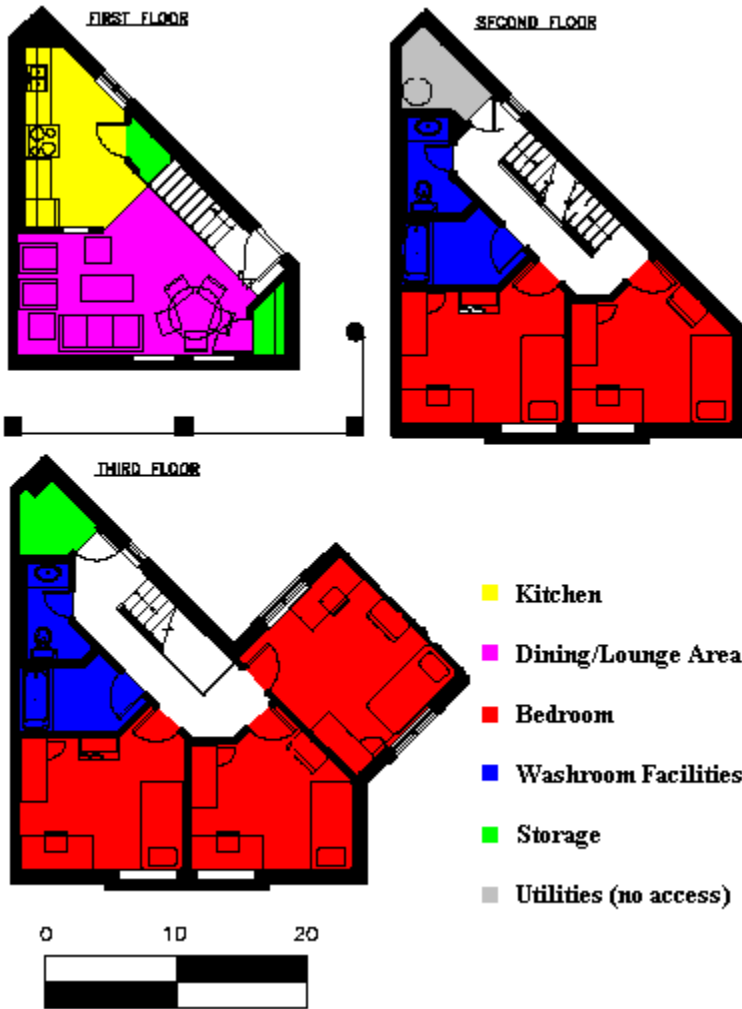 FIRST FLOOR
SECOND FLOOR
THIRD FLOOR
Kitchen
Dining/Lounge Area
Bedroom
Washroom Facilities
Storage
Utilities (no access)
0 10 20